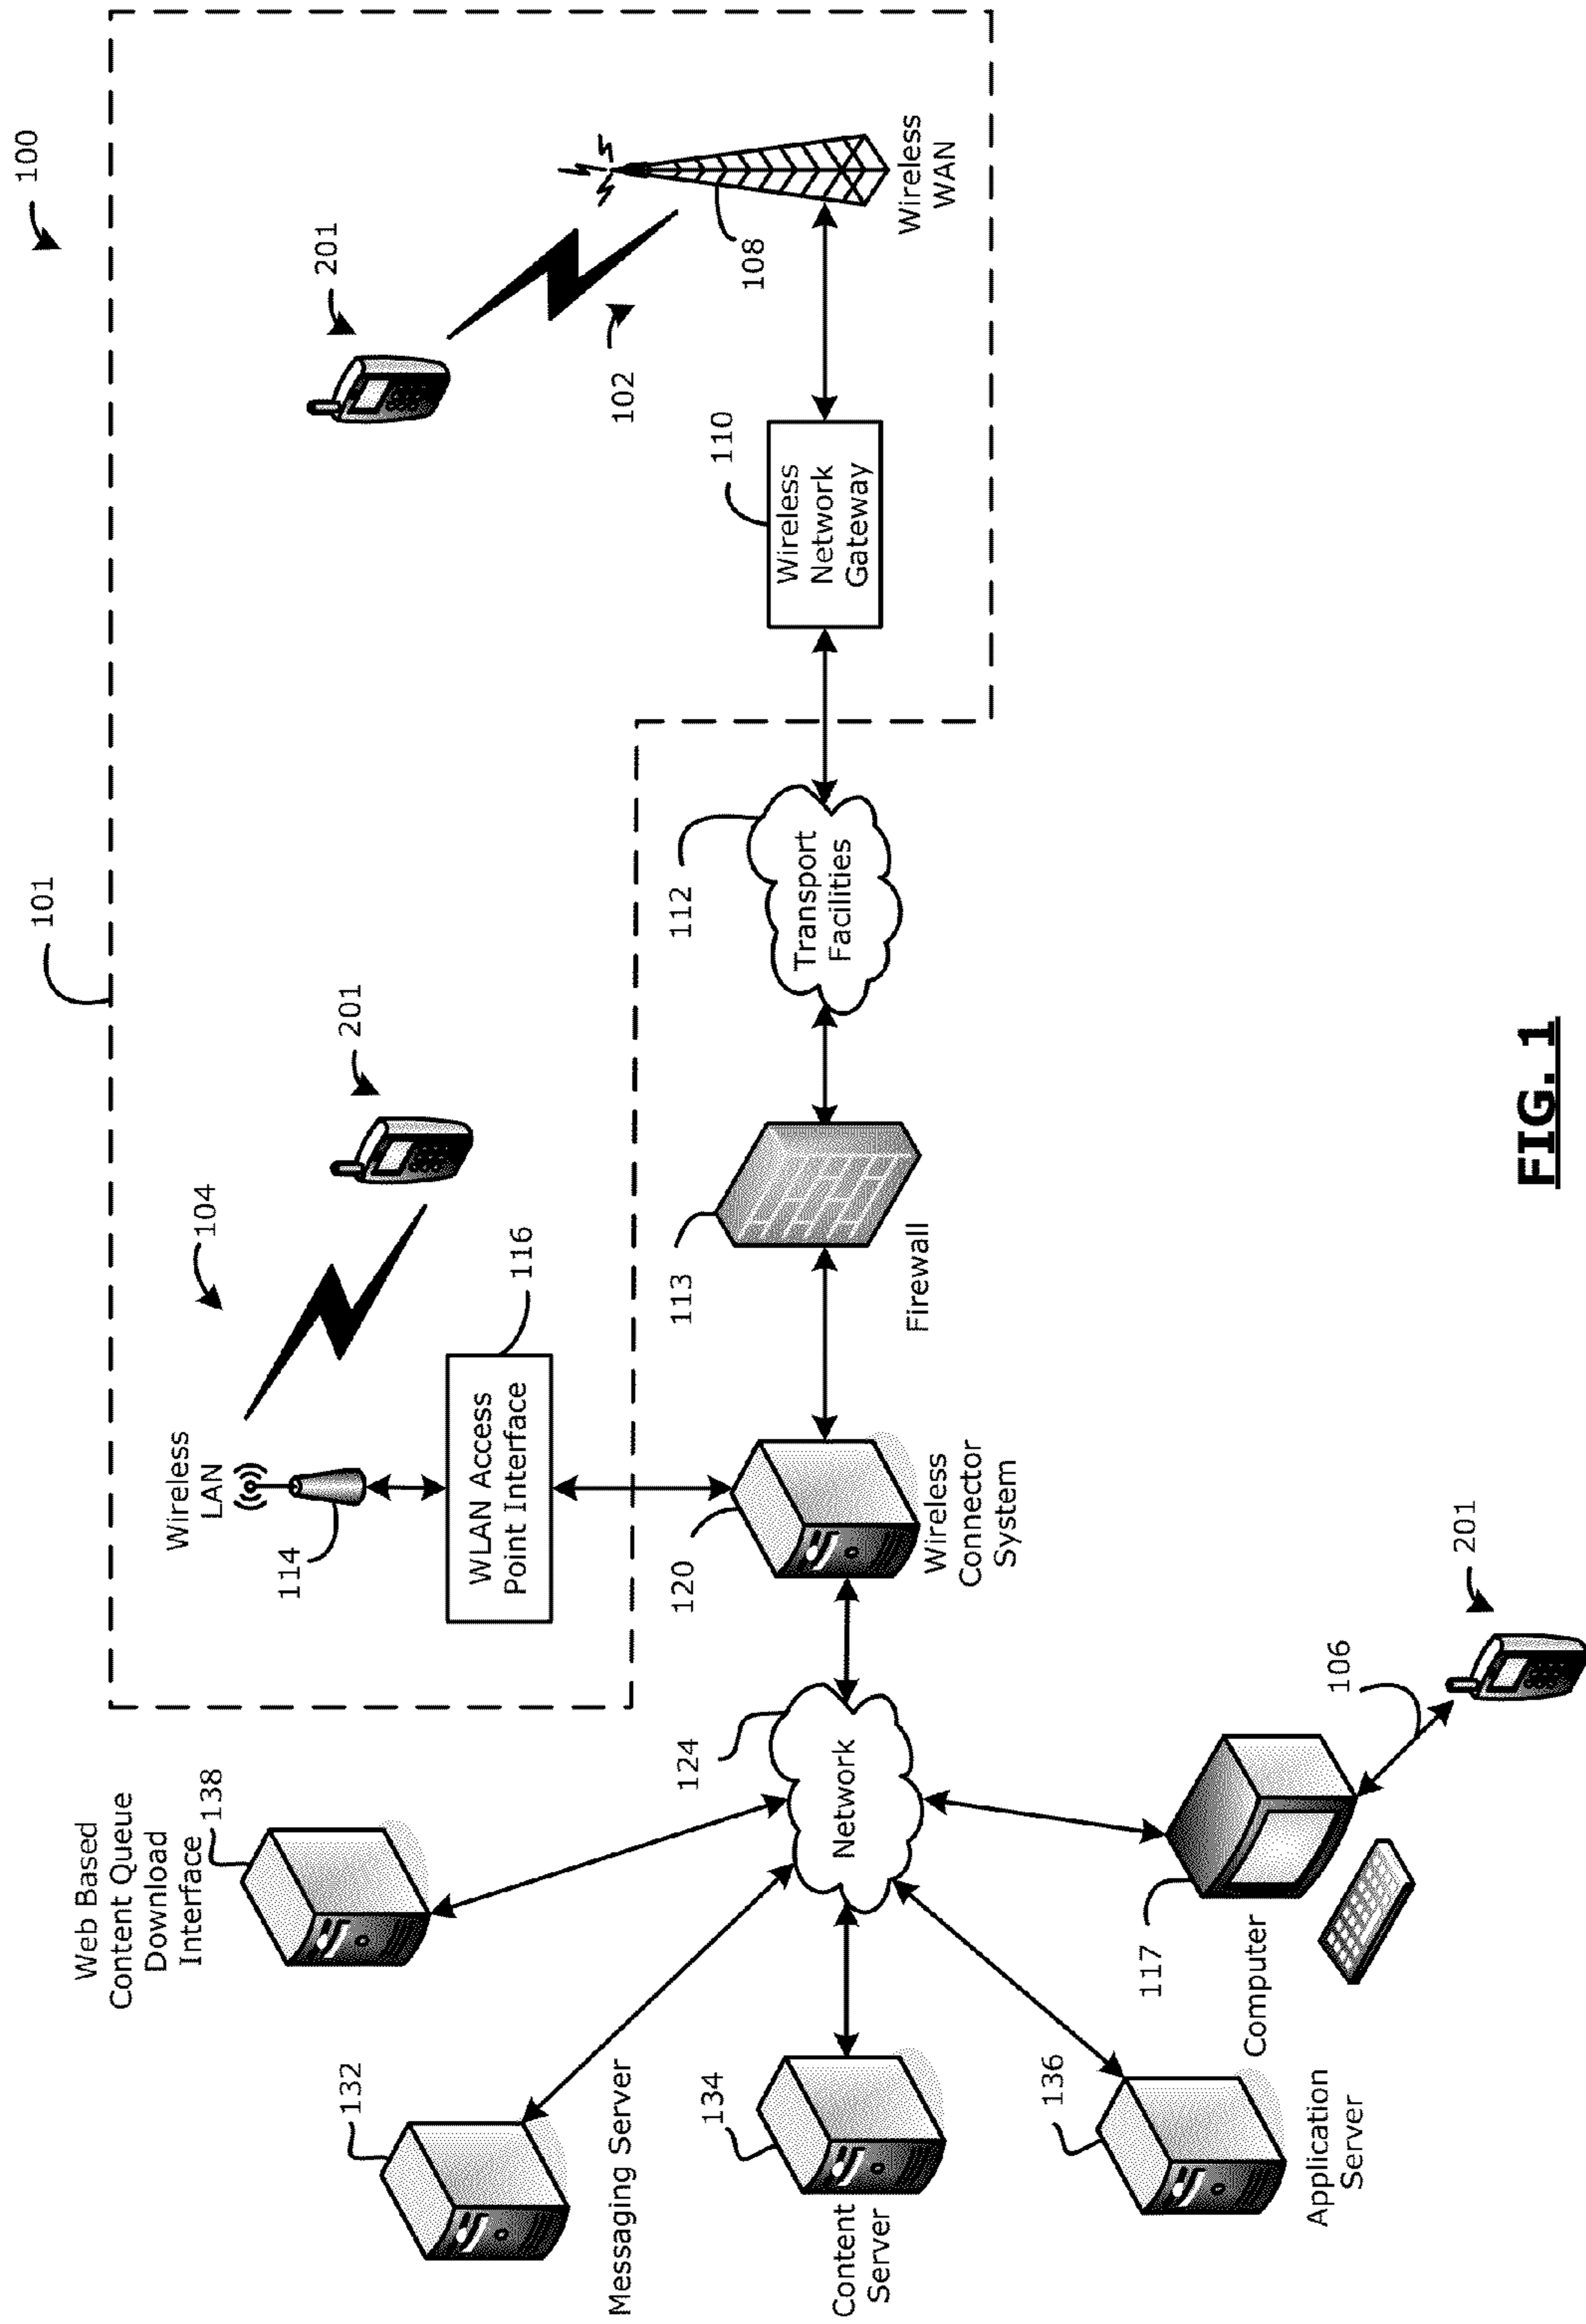 100
101
201
102
108
Wireless
WAN
110
Wireless
Network
Gateway
112
Transport
Facilities
201
104
Wireless
LAN
114
116
WLAN Access
Point Interface
113
Firewall
120
Wireless
Connector
System
124
Network
138
Web Based
Content Queue
Download
Interface
132
Messaging Server
134
Content
Server
136
Application
Server
117
Computer
106
201
FIG. 1